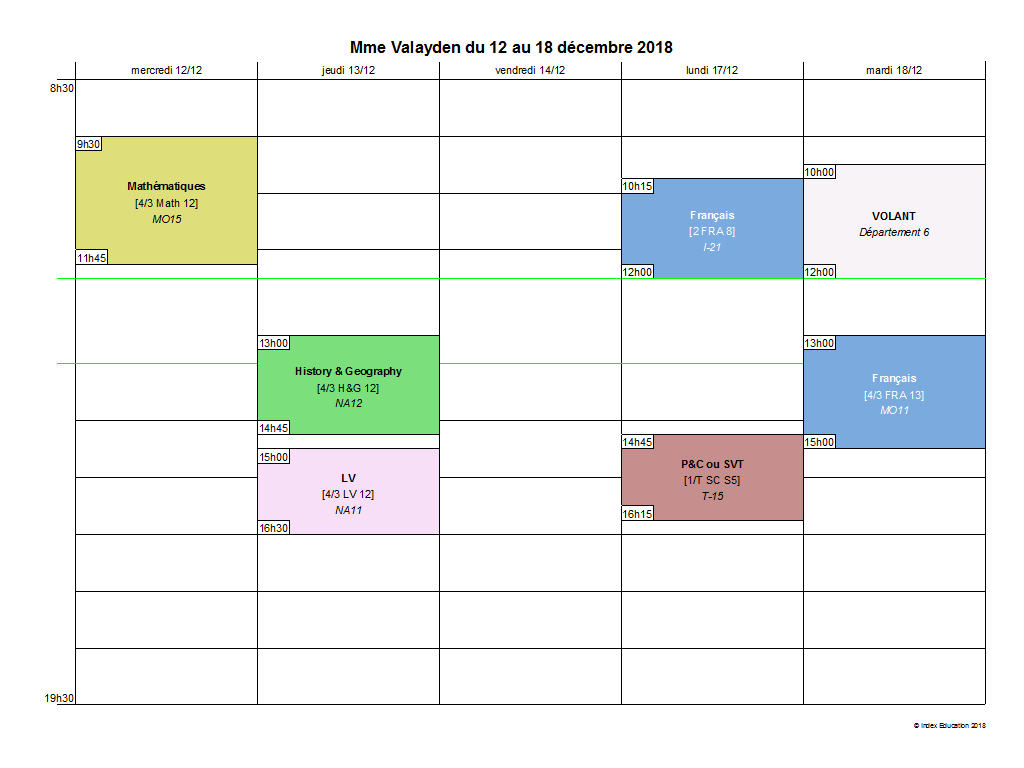 Mme Valayden du 12 au 18 décembre 2018
mercredi 12/12
jeudi 13/12
vendredi 14/12
lundi 17/12
mardi 18/12
8h30
9h30
Mathématiques
[4/3 Math 12]
MO15
11h45
13h00
History & Geography
[4/3 H&G 12]
NA12
14h45
15h00
LV
[4/3 LV 12]
NA11
16h30
10h15
Français
[2 FRA 8]
I-21
12h00
14h45
P&C ou SVT
[1/T SC S5]
T-15
16h15
10h00
VOLANT
Département 6
12h00
13h00
Français
[4/3 FRA 13]
MO11
15h00
19h30
© Index Education 2018